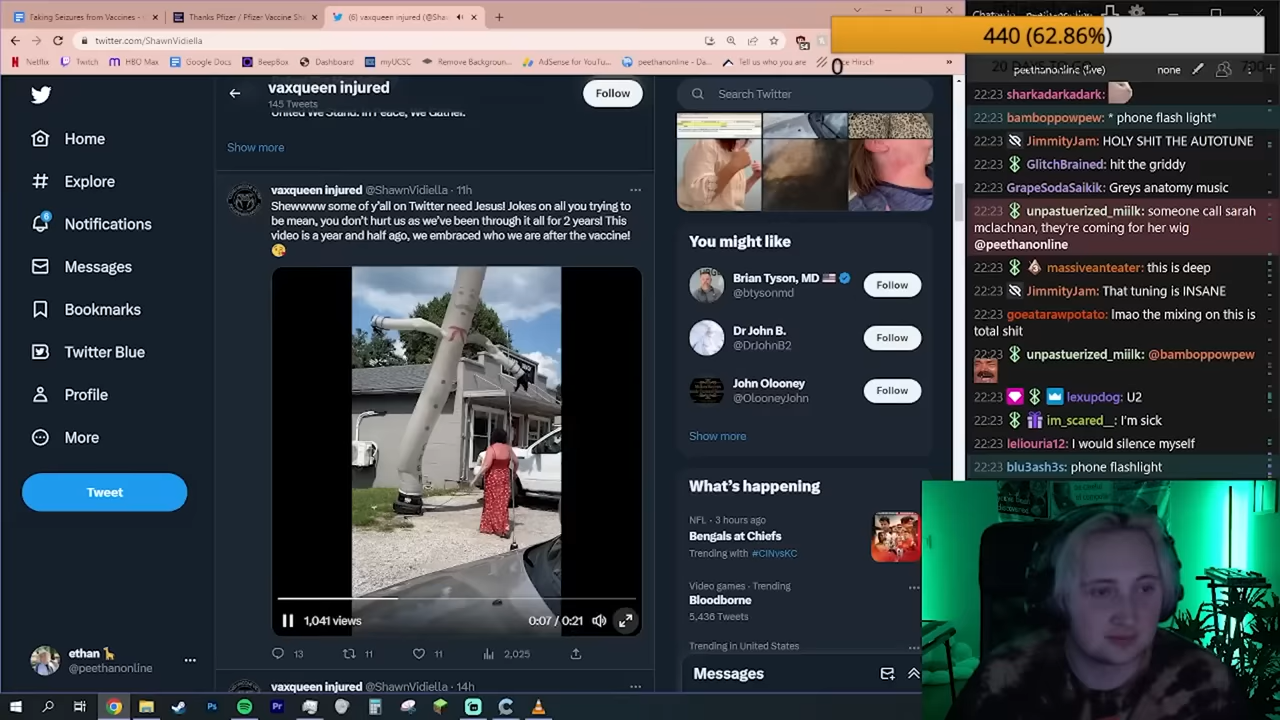 Faking Seizures from Vaccines -
Thanks Pfizer / Pfizer Vaccine Sh
(6) vaxqueen injured (@Sha
twitter.com/ShawnVidiella
Netflix
Twitch
HBO Max
Google Docs
BeepBox
Dashboard
myUCSC
Remove Background...
AdSense for YouTu...
peethanonline - Da...
Tell us who you are
440 (62.86%)
0
peethanonline (live)
none
Home
Explore
6
Notifications
Messages
Bookmarks
Twitter Blue
Profile
More
Tweet
ethan
@peethanonline
vaxqueen injured
145 Tweets
Follow
United We Stand. In Peace, We Gather.
Show more
vaxqueen injured @ShawnVidiella · 11h
Shewwww some of y'all on Twitter need Jesus! Jokes on all you trying to
be mean, you don't hurt us as we've been through it all for 2 years! This
video is a year and half ago, we embraced who we are after the vaccine!
1,041 views
0:07 / 0:21
13
11
11
2,025
vaxqueen injured @ShawnVidiella · 14h
Search Twitter
You might like
Brian Tyson, MD
@btysonmd
Follow
Dr John B.
@DrJohnB2
Follow
John Olooney
@OlooneyJohn
Follow
Show more
What's happening
NFL · 3 hours ago
Bengals at Chiefs
Trending with #CINvsKC
Video games · Trending
Bloodborne
5,436 Tweets
Trending in United States
Messages
sharkadarkadark:
22:23 bamboppowpew: * phone flash light*
22:23 JimmityJam: HOLY SHIT THE AUTOTUNE
22:23 GlitchBrained: hit the griddy
22:23 GrapeSodaSaikik: Greys anatomy music
22:23 unpastuerized_miilk: someone call sarah
mclachnan, they're coming for her wig
@peethanonline
22:23 massiveanteater: this is deep
22:23 JimmityJam: That tuning is INSANE
22:23 goeatarawpotato: lmao the mixing on this is
total shit
22:23 unpastuerized_miilk: @bamboppowpew
22:23 lexupdog: U2
22:23 im_scared__: I'm sick
22:23 leliouria12: I would silence myself
22:23 blu3ash3s: phone flashlight